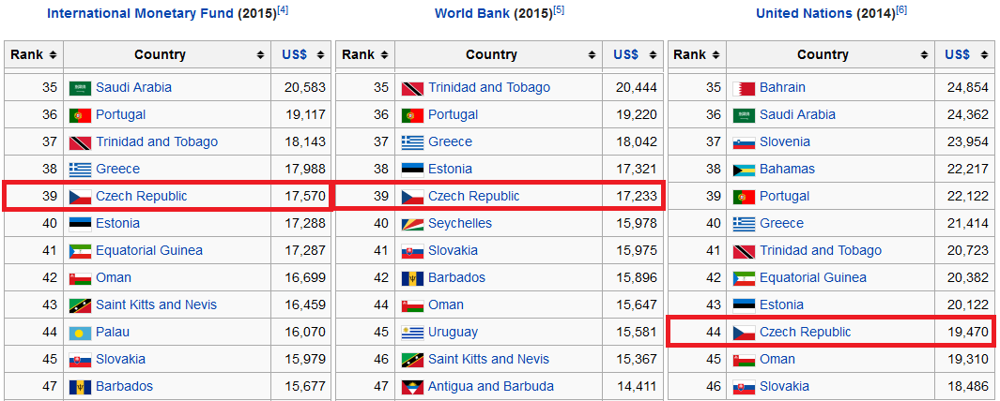 International Monetary Fund (2015)[4]
Rank Country US$
35 Saudi Arabia 20,583
36 Portugal 19,117
37 Trinidad and Tobago 18,143
38 Greece 17,988
39 Czech Republic 17,570
40 Estonia 17,288
41 Equatorial Guinea 17,287
42 Oman 16,699
43 Saint Kitts and Nevis 16,459
44 Palau 16,070
45 Slovakia 15,979
47 Barbados 15,677
World Bank (2015)[5]
Rank Country US$
35 Trinidad and Tobago 20,444
36 Portugal 19,220
37 Greece 18,042
38 Estonia 17,321
39 Czech Republic 17,233
40 Seychelles 15,978
41 Slovakia 15,975
42 Barbados 15,896
44 Oman 15,647
45 Uruguay 15,581
46 Saint Kitts and Nevis 15,367
47 Antigua and Barbuda 14,411
United Nations (2014)[6]
Rank Country US$
35 Bahrain 24,854
36 Saudi Arabia 24,362
37 Slovenia 23,954
38 Bahamas 22,217
39 Portugal 22,122
40 Greece 21,414
41 Trinidad and Tobago 20,723
42 Equatorial Guinea 20,382
43 Estonia 20,122
44 Czech Republic 19,470
45 Oman 19,310
46 Slovakia 18,486